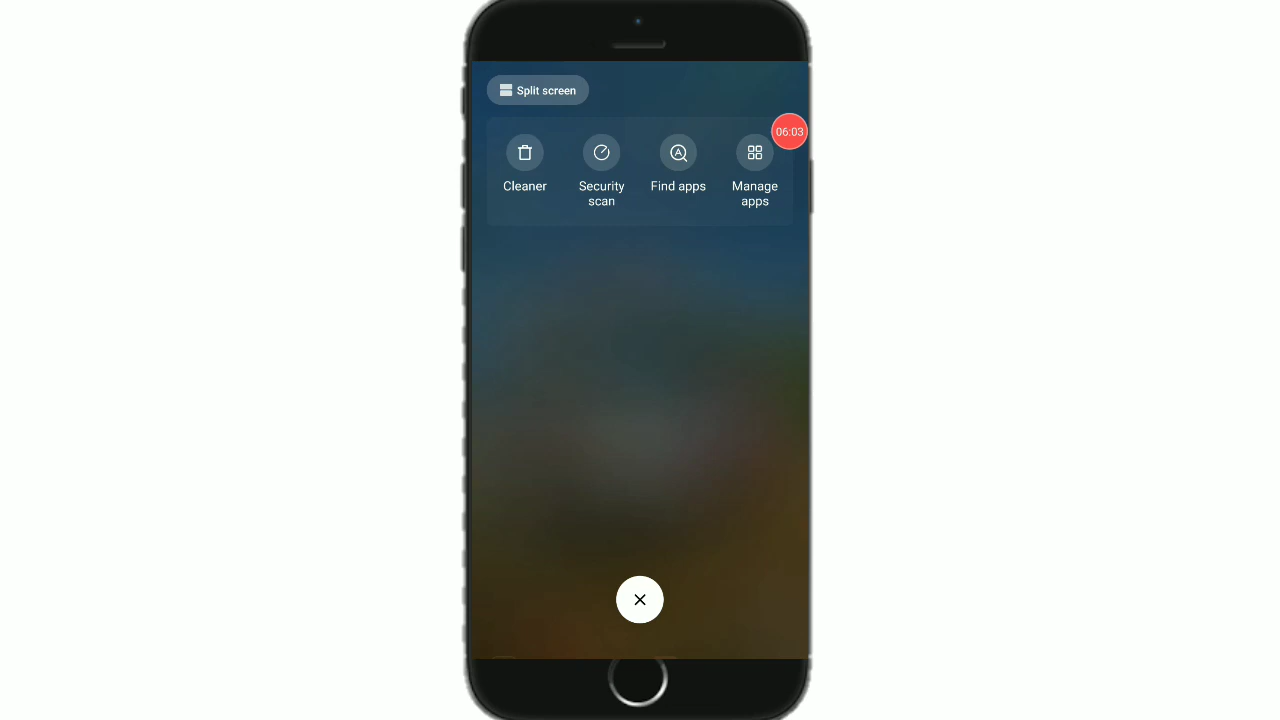 Split screen
06:03
Cleaner
Security
scan
Find apps
Manage
apps